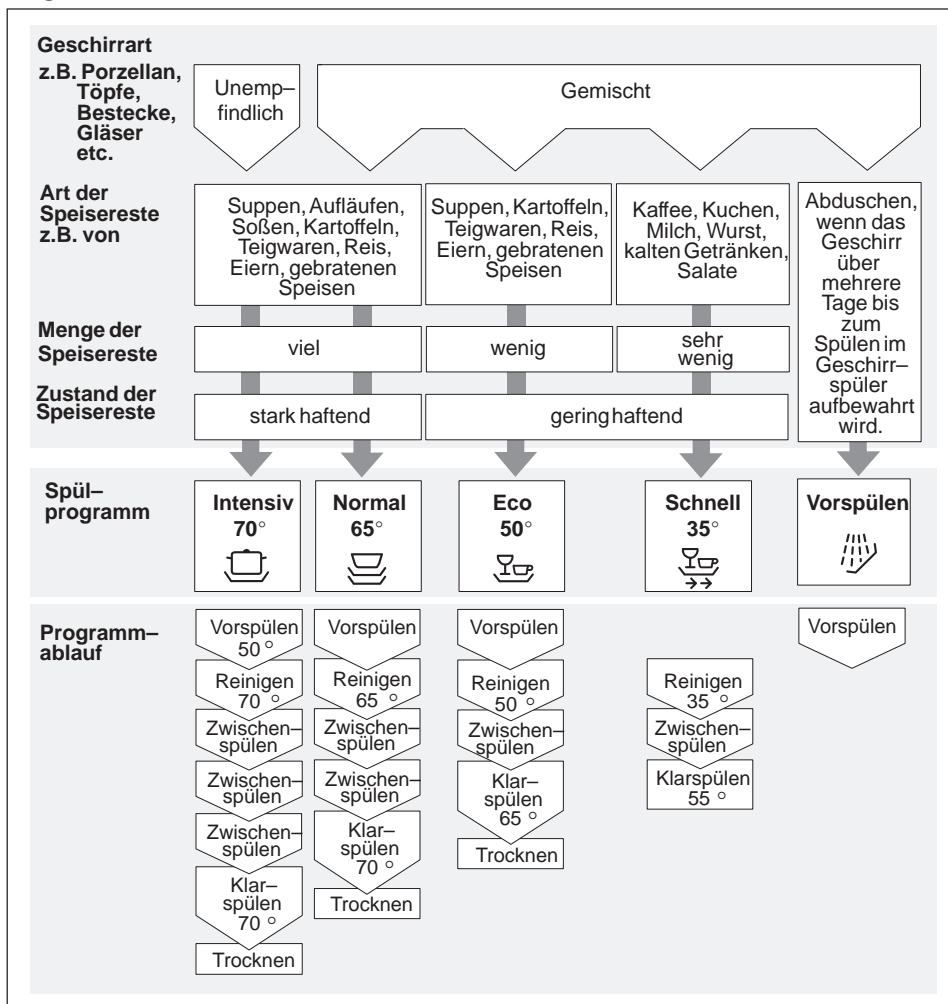 Geschirrart
z.B. Porzellan,
Töpfe,
Bestecke,
Gläser
etc.
Unemp–
findlich
Gemischt
Art der
Speisereste
z.B. von
Suppen, Aufläufen,
Soßen, Kartoffeln,
Teigwaren, Reis,
Eiern, gebratenen
Speisen
Suppen, Kartoffeln,
Teigwaren, Reis,
Eiern, gebratenen
Speisen
Kaffee, Kuchen,
Milch, Wurst,
kalten Getränken,
Salate
Abduschen,
wenn das
Geschirr
über
mehrere
Tage bis
zum
Spülen im
Geschirr–
spüler
aufbewahrt
wird.
Menge der
Speisereste
viel
wenig
sehr
wenig
Zustand der
Speisereste
stark haftend
gering haftend
Spül–
programm
Intensiv
70°
Normal
65°
Eco
50°
Schnell
35°
Vorspülen
Programm–
ablauf
Vorspülen
50 °
Reinigen
70 °
Zwischen–
spülen
Zwischen–
spülen
Zwischen–
spülen
Klar–
spülen
70 °
Trocknen
Vorspülen
Reinigen
65 °
Zwischen–
spülen
Zwischen–
spülen
Klar–
spülen
70 °
Trocknen
Vorspülen
Reinigen
50 °
Zwischen–
spülen
Klar–
spülen
65 °
Trocknen
Reinigen
35 °
Zwischen–
spülen
Klarspülen
55 °
Vorspülen